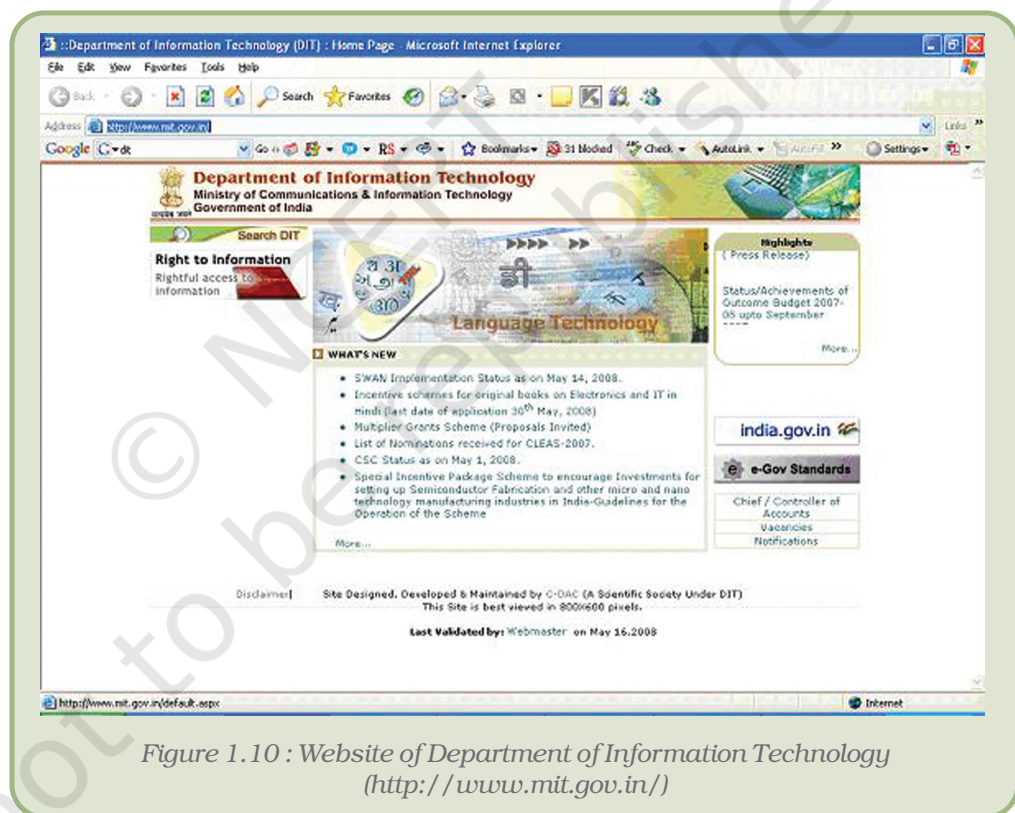 ::Department of Information Technology (DIT) : Home Page - Microsoft Internet Explorer
File Edit View Favorites Tools Help
Back Search Favorites
Address http://www.mit.gov.in/ Links »
Google G▾dt Go RS▾ Bookmarks▾ 31 blocked Check ▾ AutoLink ▾ AutoFill » Settings▾
Department of Information Technology
Ministry of Communications & Information Technology
Government of India
Search DIT
Right to Information
Rightful access to
information
अ आ
डी
ख
Language Technology
Highlights
( Press Release)
Status/Achievements of
Outcome Budget 2007-
08 upto September
More...
WHAT'S NEW
• SWAN Implementation Status as on May 14, 2008.
• Incentive schemes for original books on Electronics and IT in
Hindi (last date of application 30th May, 2008)
• Multiplier Grants Scheme (Proposals Invited)
• List of Nominations received for CLEAS-2007.
• CSC Status as on May 1, 2008.
• Special Incentive Package Scheme to encourage Investments for
setting up Semiconductor Fabrication and other micro and nano
technology manufacturing industries in India-Guidelines for the
Operation of the Scheme
More...
india.gov.in
e e-Gov Standards
Chief / Controller of
Accounts
Vacancies
Notifications
Disclaimer| Site Designed, Developed & Maintained by C-DAC (A Scientific Society Under DIT)
This Site is best viewed in 800X600 pixels.
Last Validated by: Webmaster on May 16,2008
http://www.mit.gov.in/default.aspx Internet
Figure 1.10 : Website of Department of Information Technology
(http://www.mit.gov.in/)
© NCERT
not to be republished